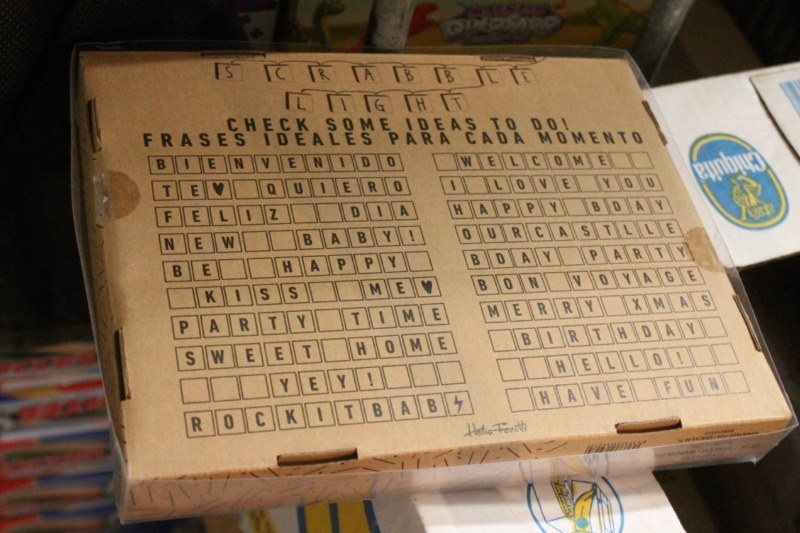 SCRABBLE
LIGHT
CHECK SOME IDEAS TO DO!
FRASES IDEALES PARA CADA MOMENTO
BIENVENIDO
TE♥ QUIERO
FELIZ DIA
NEW BABY!
BE HAPPY
KISS ME♥
PARTY TIME
SWEET HOME
YEY!
ROCKITBAB⚡
WELCOME
I LOVE YOU
HAPPY BDAY
OURCASTLLE
BDAY PARTY
BON VOYAGE
MERRY XMAS
BIRTHDAY
HELLO!
HAVE FUN
Chiquita
DINOSAUR